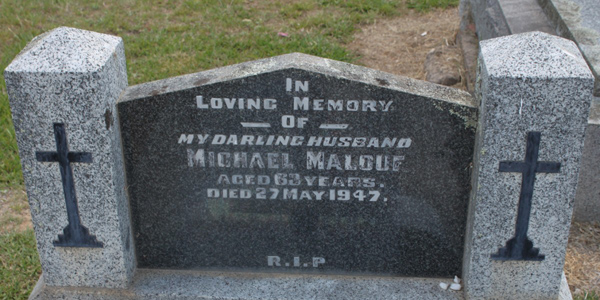 IN
LOVING MEMORY
— OF —
MY DARLING HUSBAND
MICHAEL MALOUF
AGED 63 YEARS.
DIED 27 MAY 1947.
R.I.P